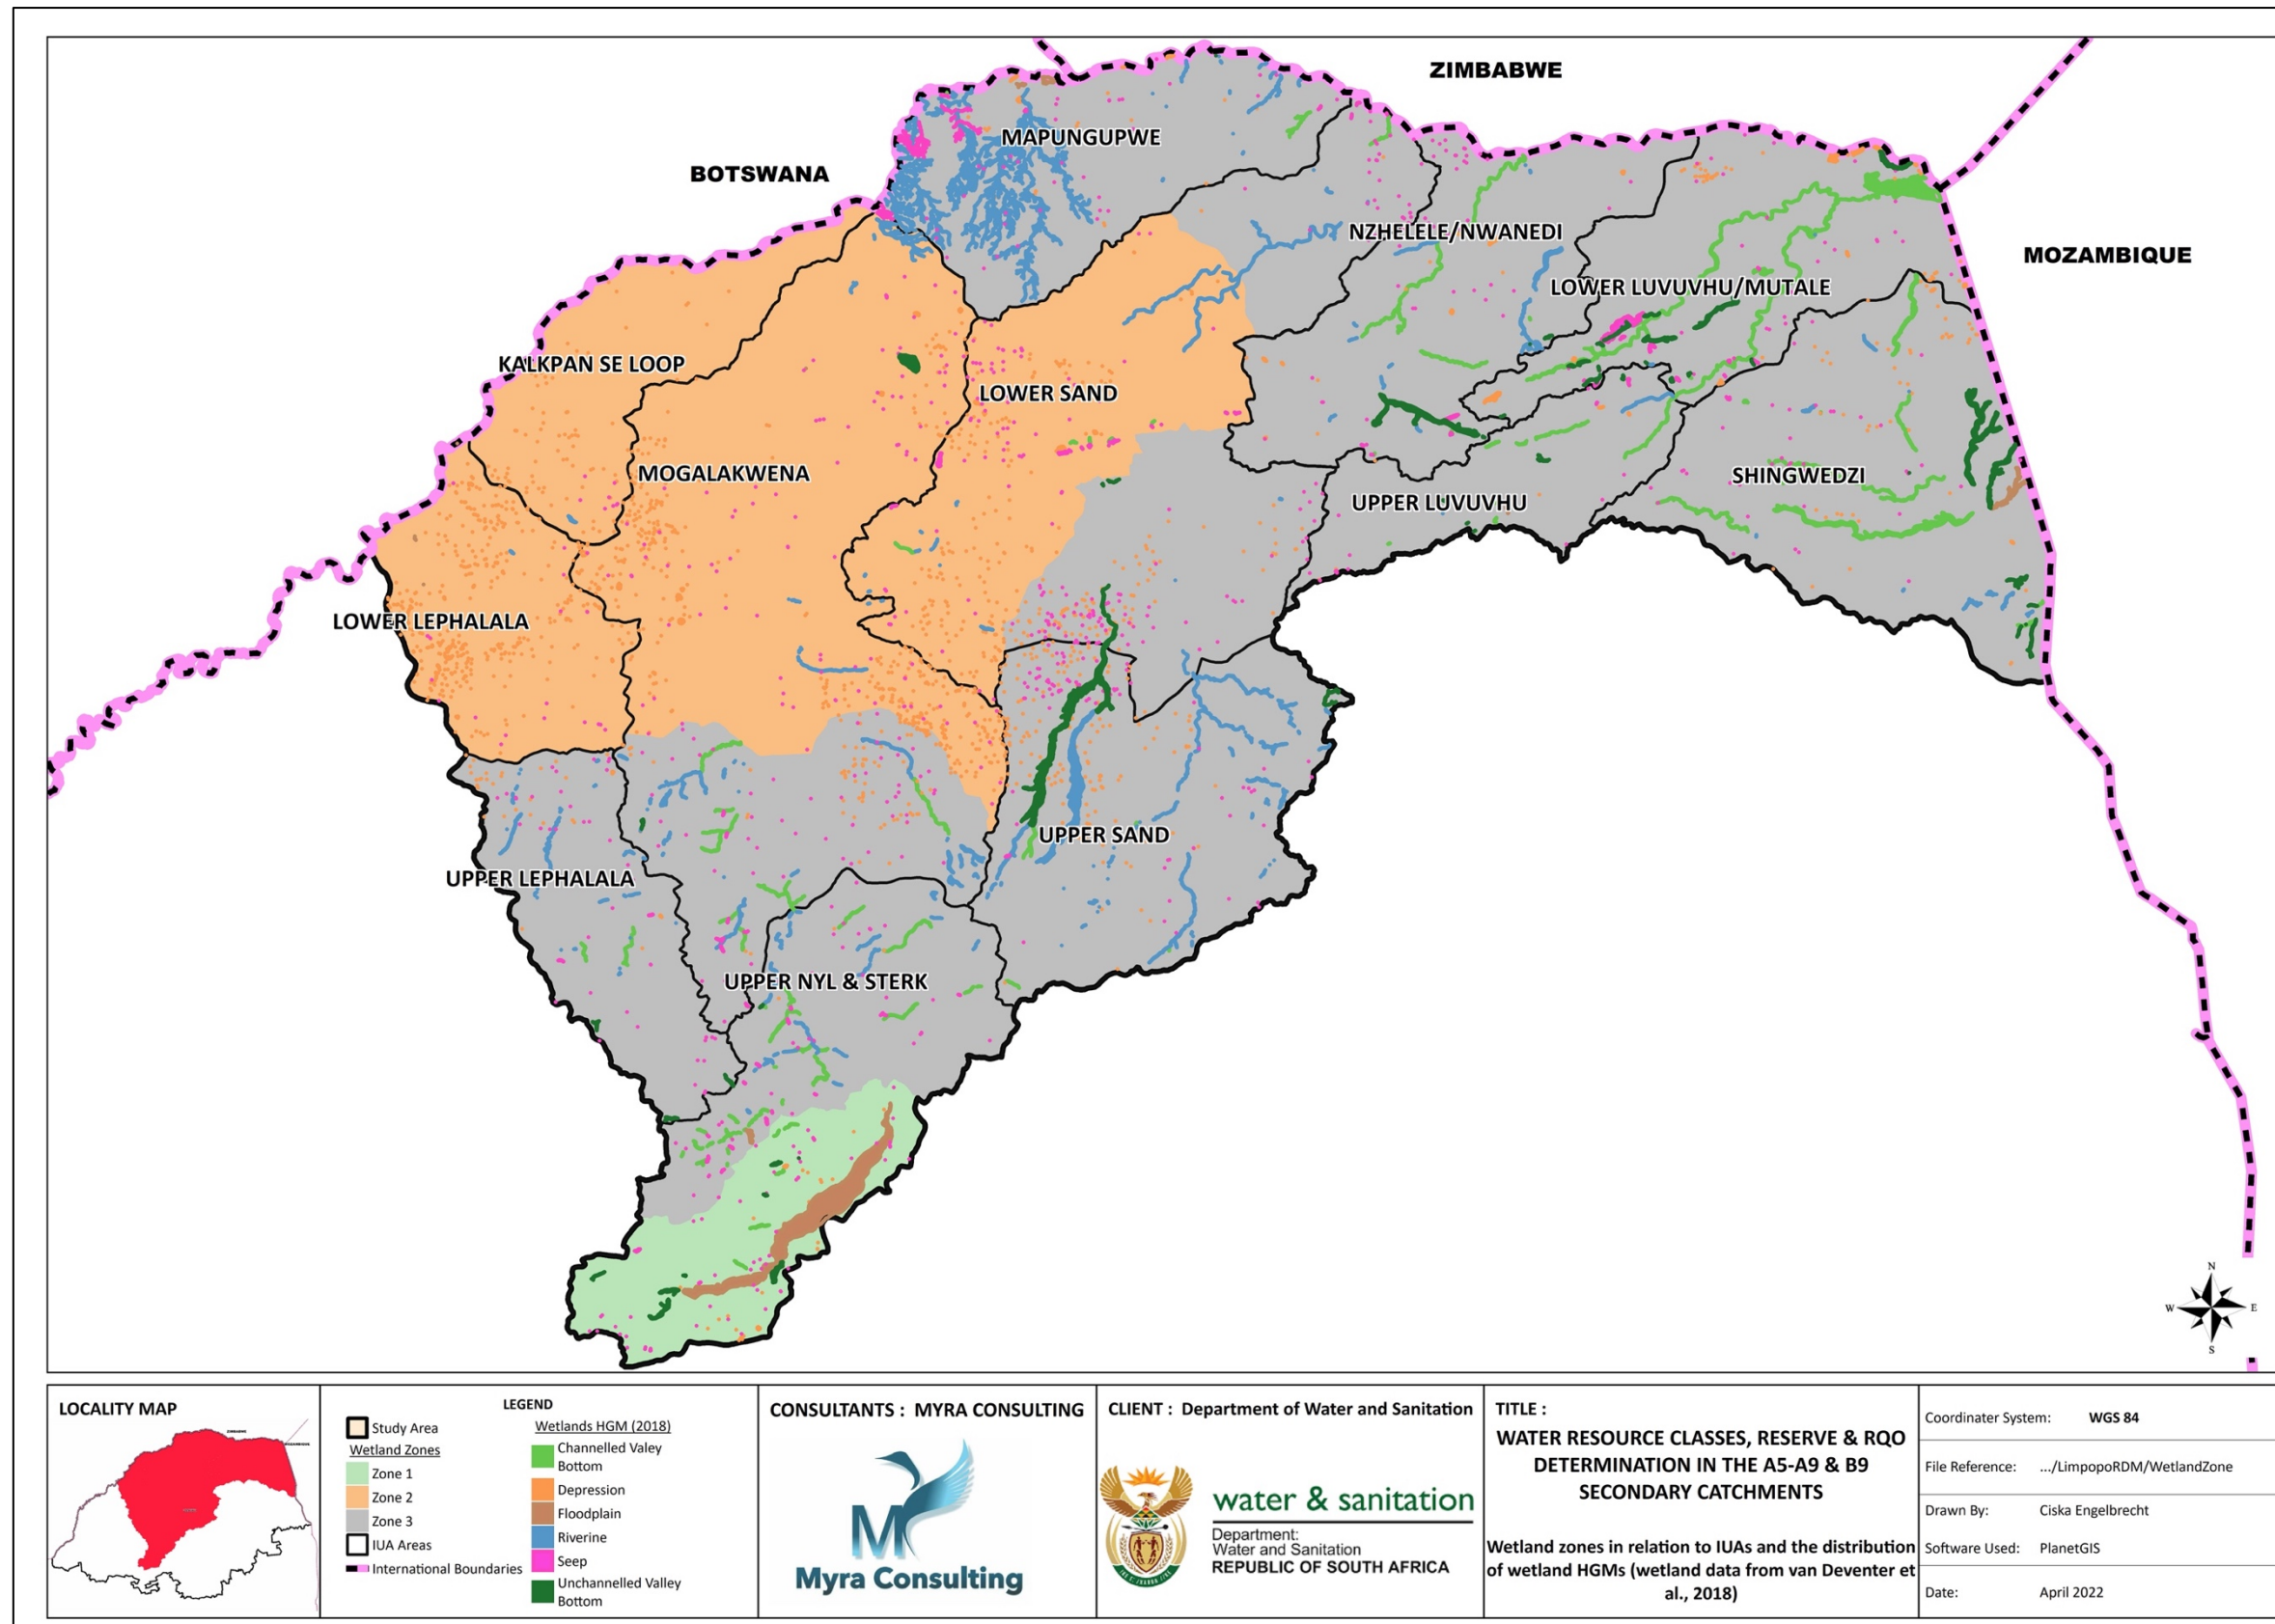 ZIMBABWE
MAPUNGUPWE
BOTSWANA
NZHELELE/NWANEDI
MOZAMBIQUE
LOWER LUVUVHU/MUTALE
KALKPAN SE LOOP
LOWER SAND
MOGALAKWENA
SHINGWEDZI
UPPER LUVUVHU
LOWER LEPHALALA
UPPER SAND
UPPER LEPHALALA
UPPER NYL & STERK
N
W
E
S
LOCALITY MAP
ZIMBABWE
LEGEND
Study Area
Wetland Zones
Zone 1
Zone 2
Zone 3
IUA Areas
International Boundaries
Wetlands HGM (2018)
Channelled Valey
Bottom
Depression
Floodplain
Riverine
Seep
Unchannelled Valley
Bottom
CONSULTANTS : MYRA CONSULTING
M
Myra Consulting
CLIENT : Department of Water and Sanitation
water & sanitation
Department:
Water and Sanitation
REPUBLIC OF SOUTH AFRICA
TITLE :
WATER RESOURCE CLASSES, RESERVE & RQO
DETERMINATION IN THE A5-A9 & B9
SECONDARY CATCHMENTS
Wetland zones in relation to IUAs and the distribution
of wetland HGMs (wetland data from van Deventer et
al., 2018)
Coordinater System: WGS 84
File Reference: .../LimpopoRDM/WetlandZone
Drawn By: Ciska Engelbrecht
Software Used: PlanetGIS
Date: April 2022